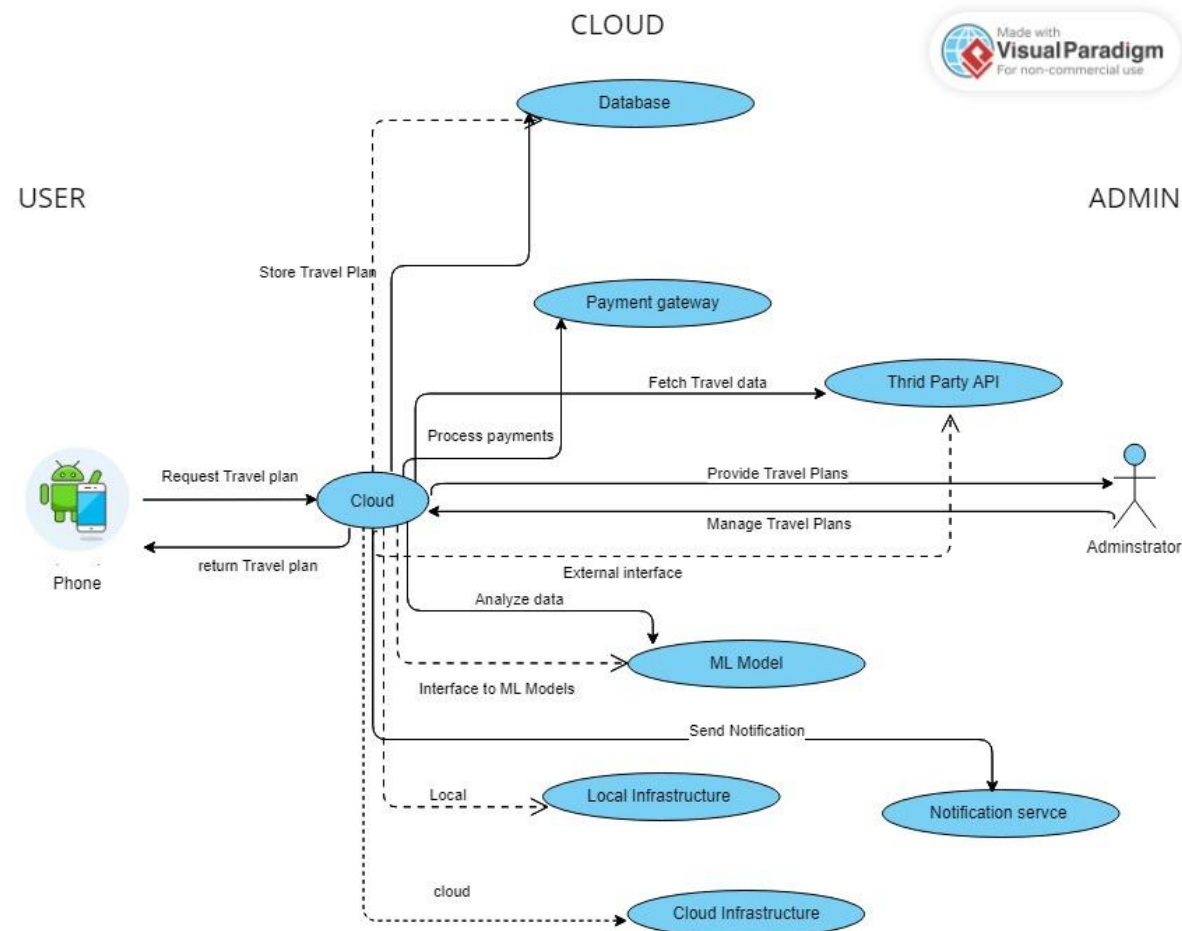 CLOUD
Made with
Visual Paradigm
For non-commercial use
Database
USER
ADMIN
Store Travel Plan
Payment gateway
Fetch Travel data
Thrid Party API
Process payments
Request Travel plan
Provide Travel Plans
Cloud
Manage Travel Plans
Adminstrator
return Travel plan
External interface
Phone
Analyze data
ML Model
Interface to ML Models
Send Notification
Local
Local Infrastructure
Notification servce
cloud
Cloud Infrastructure